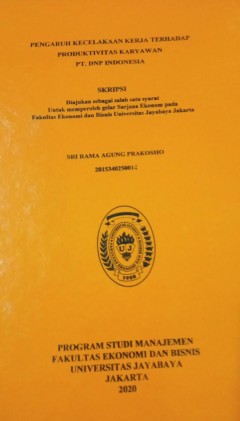 PENGARUH KECELAKAAN KERJA TERHADAP
PRODUKTIVITAS KARYAWAN
PT. DNP INDONESIA
SKRIPSI
Diajukan sebagai salah satu syarat
Untuk memperoleh gelar Sarjana Ekonom pada
Fakultas Ekonomi dan Bisnis Universitas Jayabaya Jakarta
SRI RAMA AGUNG PRAKOSHO
PROGRAM STUDI MANAJEMEN
FAKULTAS EKONOMI DAN BISNIS
UNIVERSITAS JAYABAYA
JAKARTA
2020